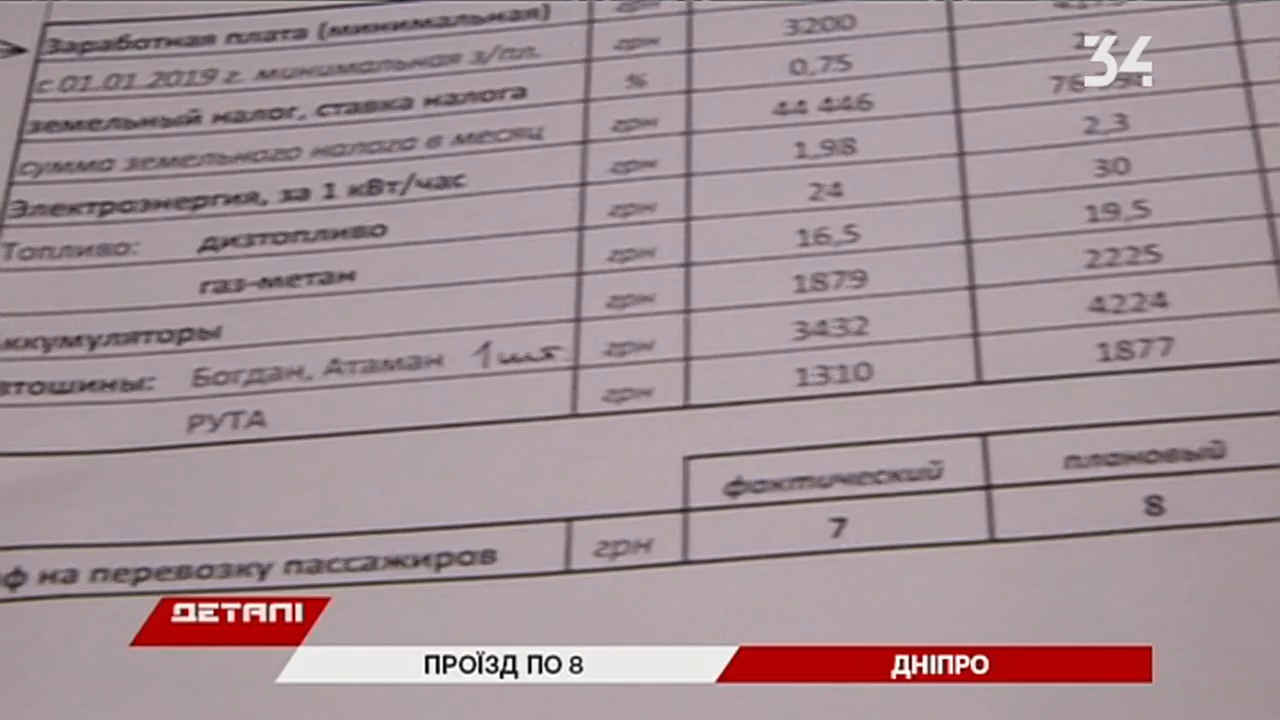 Заработная плата (минимальная) грн
с 01.01.2019 г. минимальная з/пл. грн 3200
земельный налог, ставка налога % 0,75
сумма земельного налога в месяц грн 44 446
Электроэнергия, за 1 кВт/час грн 1,98 2,3
Топливо: дизтопливо грн 24 30
газ-метан грн 16,5 19,5
ккумуляторы грн 1879 2225
втошины: Богдан, Атаман 1 шт грн 3432 4224
РУТА грн 1310 1877
фактический плановый
ф на перевозку пассажиров грн 7 8
34
ДЕТАЛІ
ПРОЇЗД ПО 8
ДНІПРО